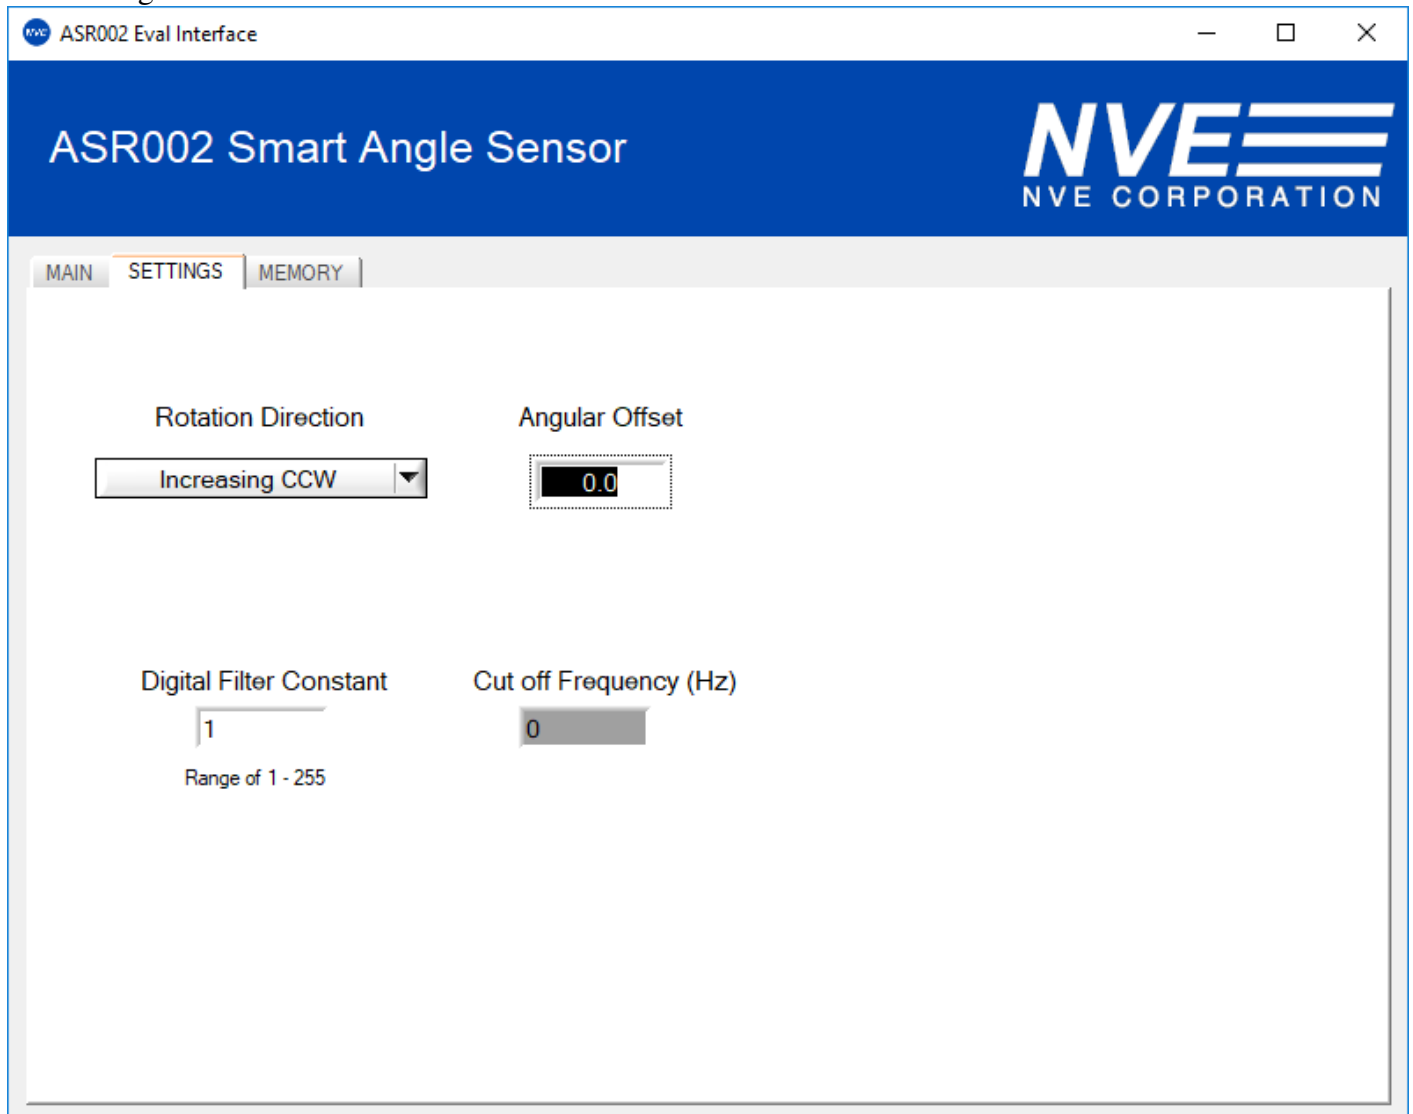 ASR002 Eval Interface
ASR002 Smart Angle Sensor
NVE
NVE CORPORATION
MAIN SETTINGS MEMORY
Rotation Direction Angular Offset
Increasing CCW 0.0
Digital Filter Constant Cut off Frequency (Hz)
1 0
Range of 1 - 255